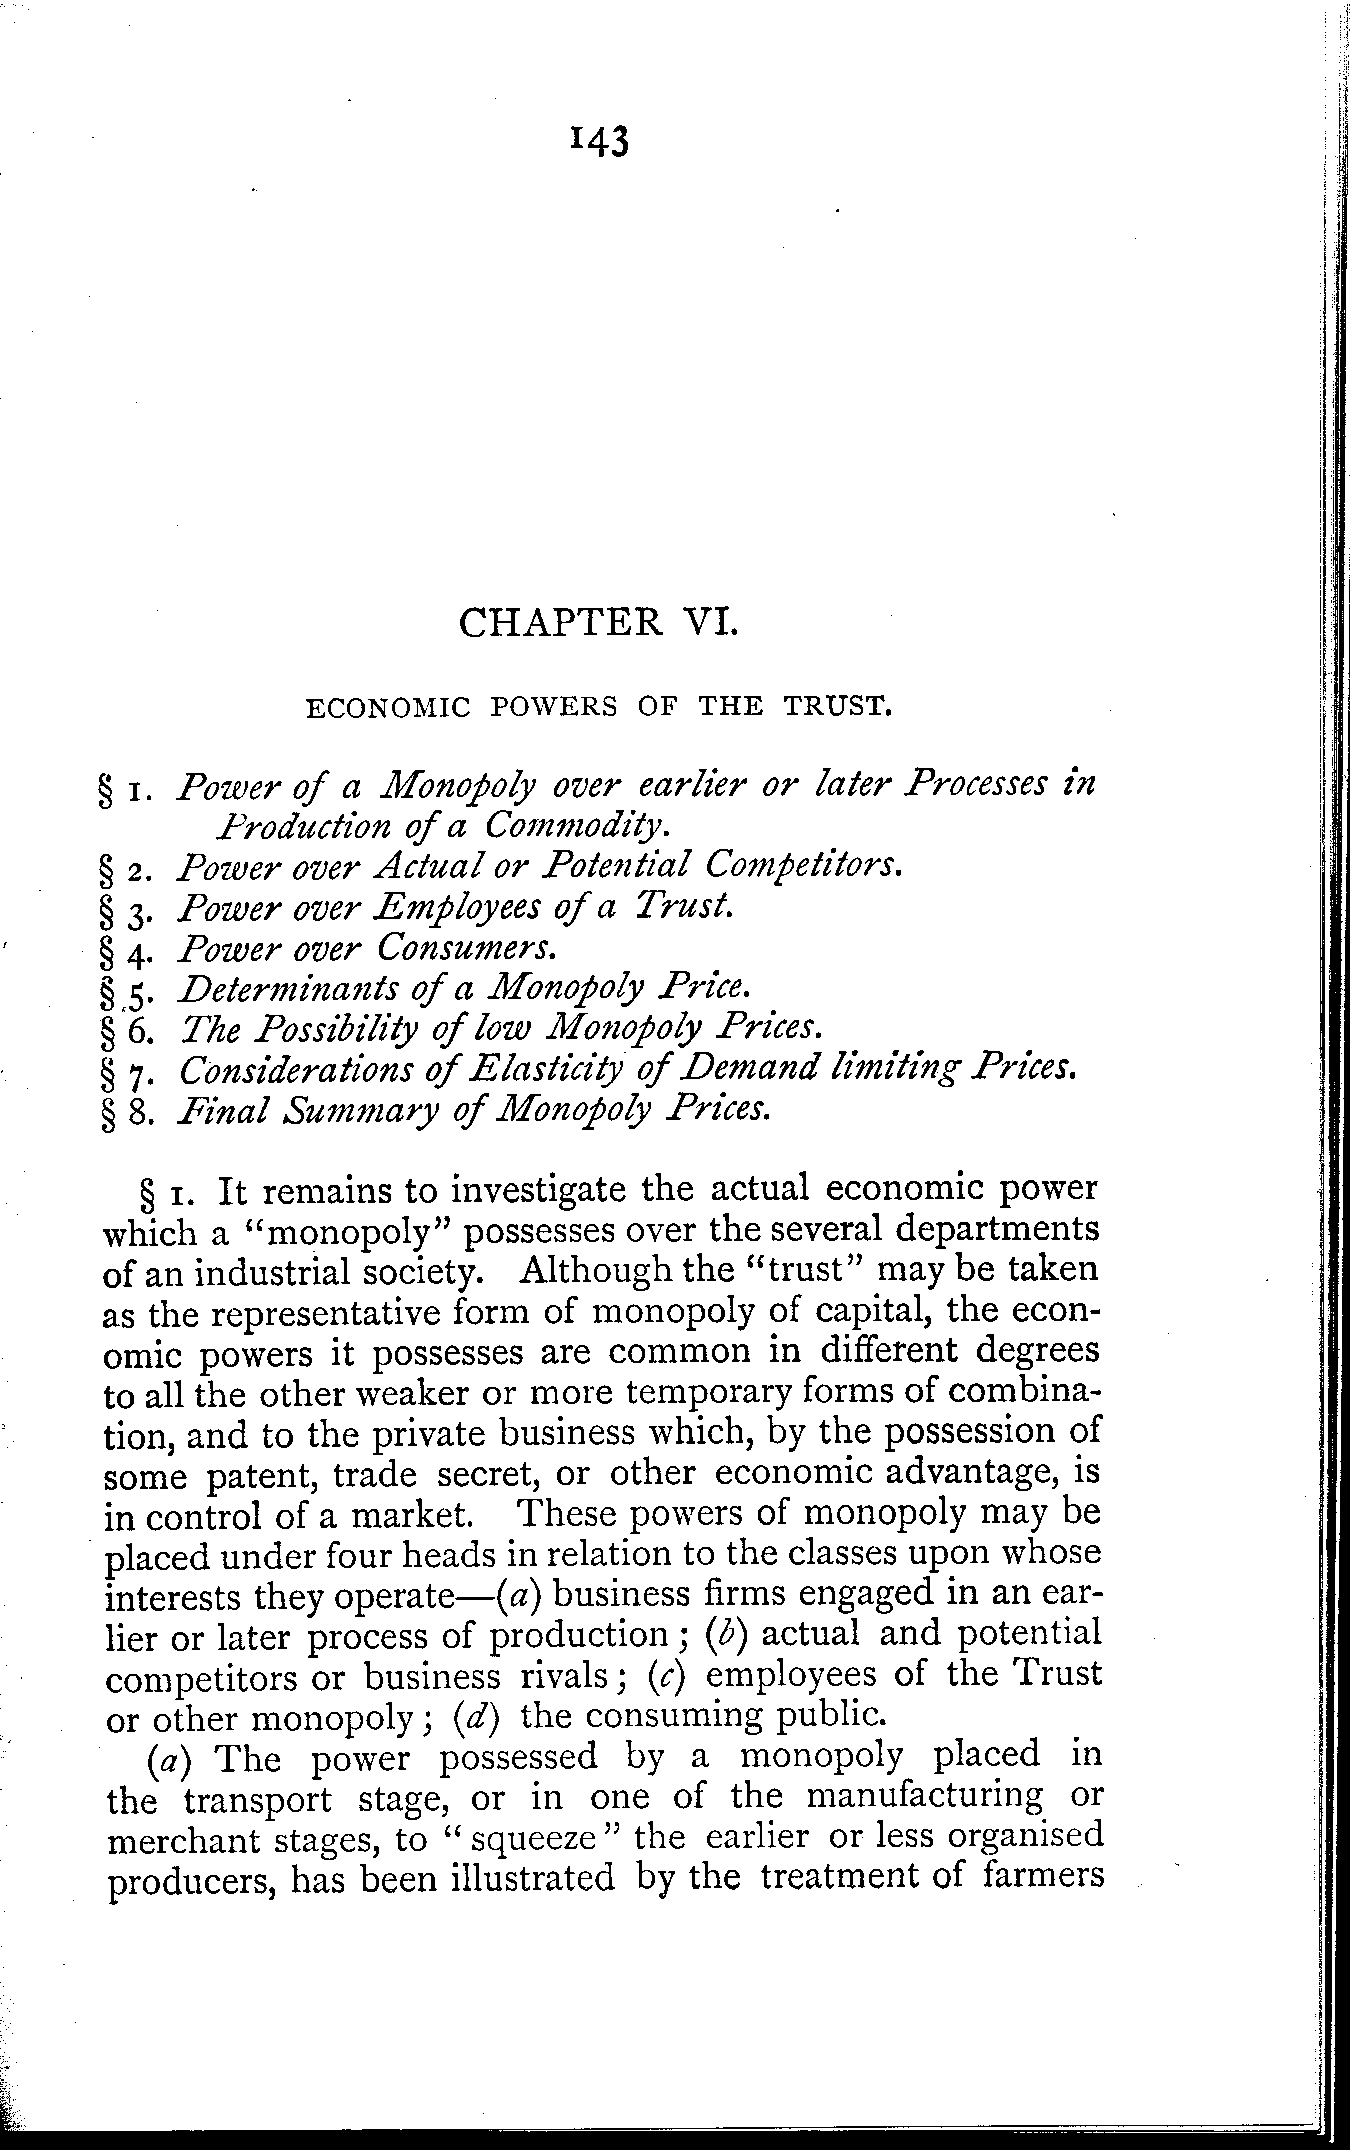 143
CHAPTER VI.
ECONOMIC POWERS OF THE TRUST.
§ 1. Power of a Monopoly over earlier or later Processes in
Production of a Commodity.
§ 2. Power over Actual or Potential Competitors.
§ 3. Power over Employees of a Trust.
§ 4. Power over Consumers.
§ 5. Determinants of a Monopoly Price.
§ 6. The Possibility of low Monopoly Prices.
§ 7. Considerations of Elasticity of Demand limiting Prices.
§ 8. Final Summary of Monopoly Prices.
§ 1. It remains to investigate the actual economic power
which a "monopoly" possesses over the several departments
of an industrial society. Although the "trust" may be taken
as the representative form of monopoly of capital, the econ-
omic powers it possesses are common in different degrees
to all the other weaker or more temporary forms of combina-
tion, and to the private business which, by the possession of
some patent, trade secret, or other economic advantage, is
in control of a market. These powers of monopoly may be
placed under four heads in relation to the classes upon whose
interests they operate—(a) business firms engaged in an ear-
lier or later process of production; (b) actual and potential
competitors or business rivals; (c) employees of the Trust
or other monopoly; (d) the consuming public.
(a) The power possessed by a monopoly placed in
the transport stage, or in one of the manufacturing or
merchant stages, to "squeeze" the earlier or less organised
producers, has been illustrated by the treatment of farmers